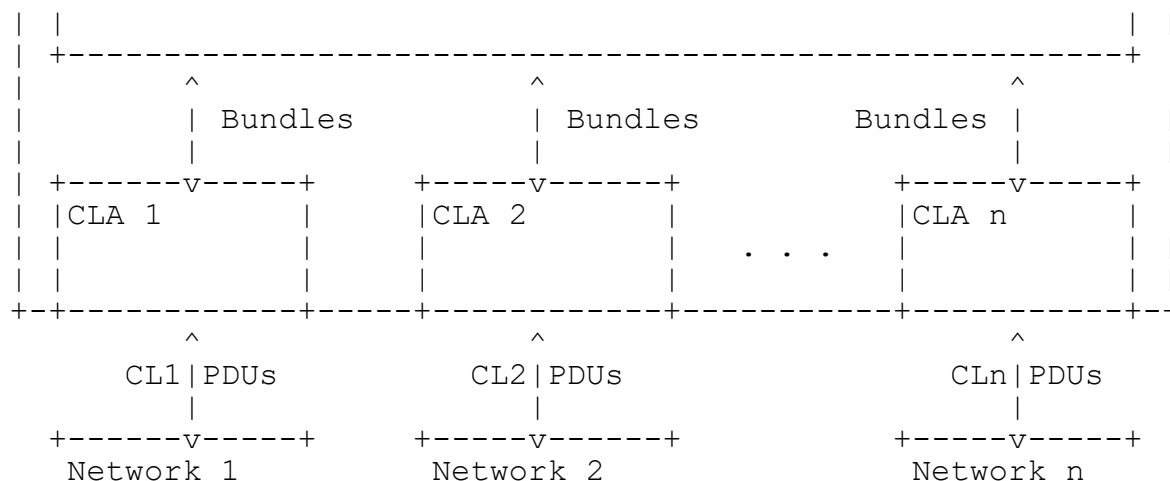 Bundles Bundles Bundles
CLA 1 CLA 2 CLA n
. . .
CL1|PDUs CL2|PDUs CLn|PDUs
Network 1 Network 2 Network n